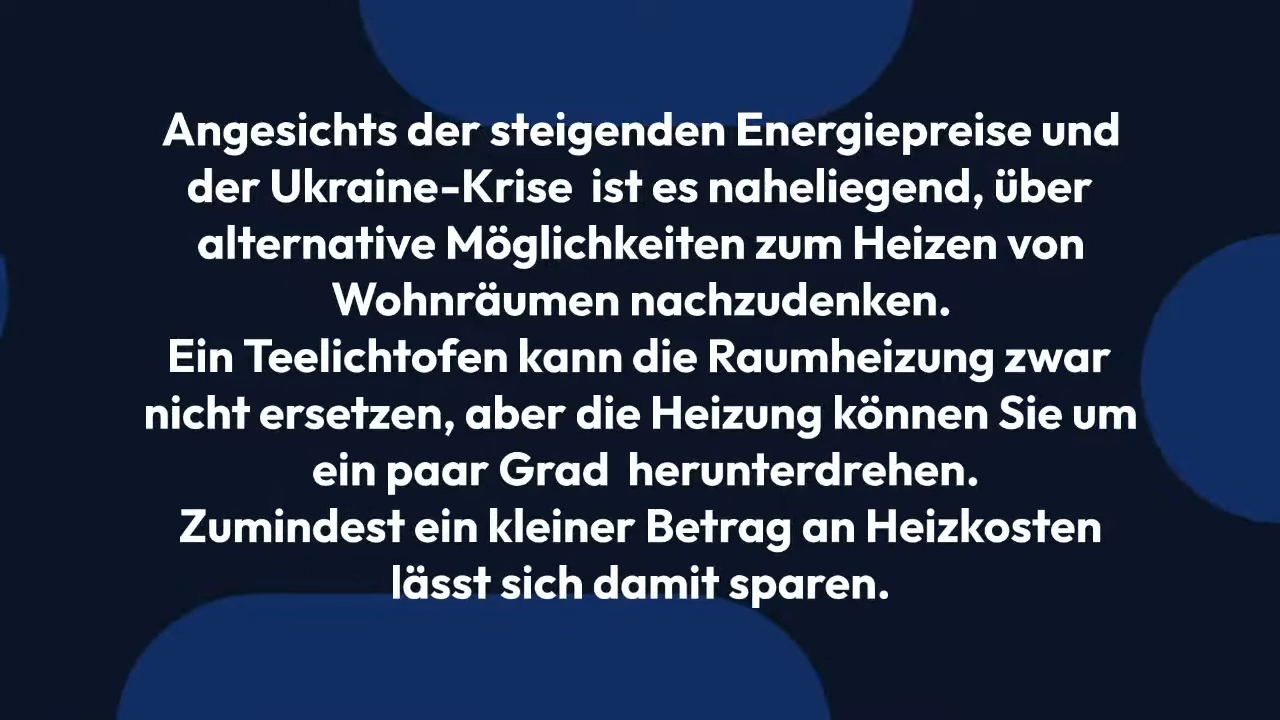 Angesichts der steigenden Energiepreise und
der Ukraine-Krise  ist es naheliegend, über
alternative Möglichkeiten zum Heizen von
Wohnräumen nachzudenken.
Ein Teelichtofen kann die Raumheizung zwar
nicht ersetzen, aber die Heizung können Sie um
ein paar Grad  herunterdrehen.
Zumindest ein kleiner Betrag an Heizkosten
lässt sich damit sparen.